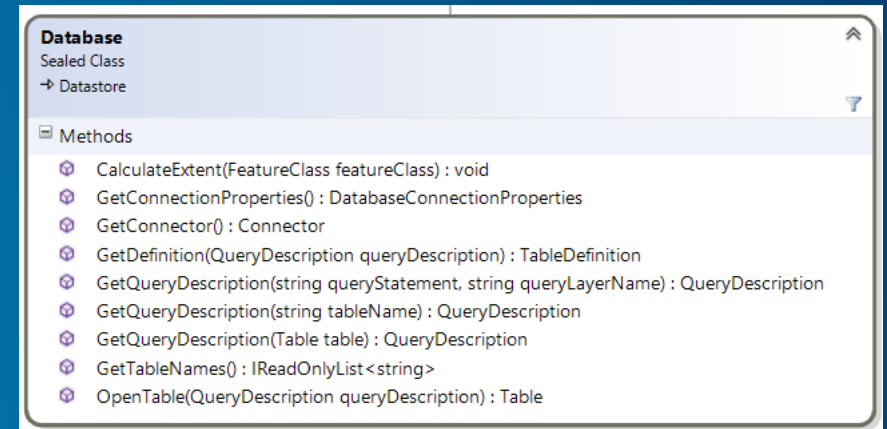 Database
Sealed Class
Datastore
Methods
CalculateExtent(FeatureClass featureClass) : void
GetConnectionProperties() : DatabaseConnectionProperties
GetConnector() : Connector
GetDefinition(QueryDescription queryDescription) : TableDefinition
GetQueryDescription(string queryStatement, string queryLayerName) : QueryDescription
GetQueryDescription(string tableName) : QueryDescription
GetQueryDescription(Table table) : QueryDescription
GetTableNames() : IReadOnlyList<string>
OpenTable(QueryDescription queryDescription) : Table